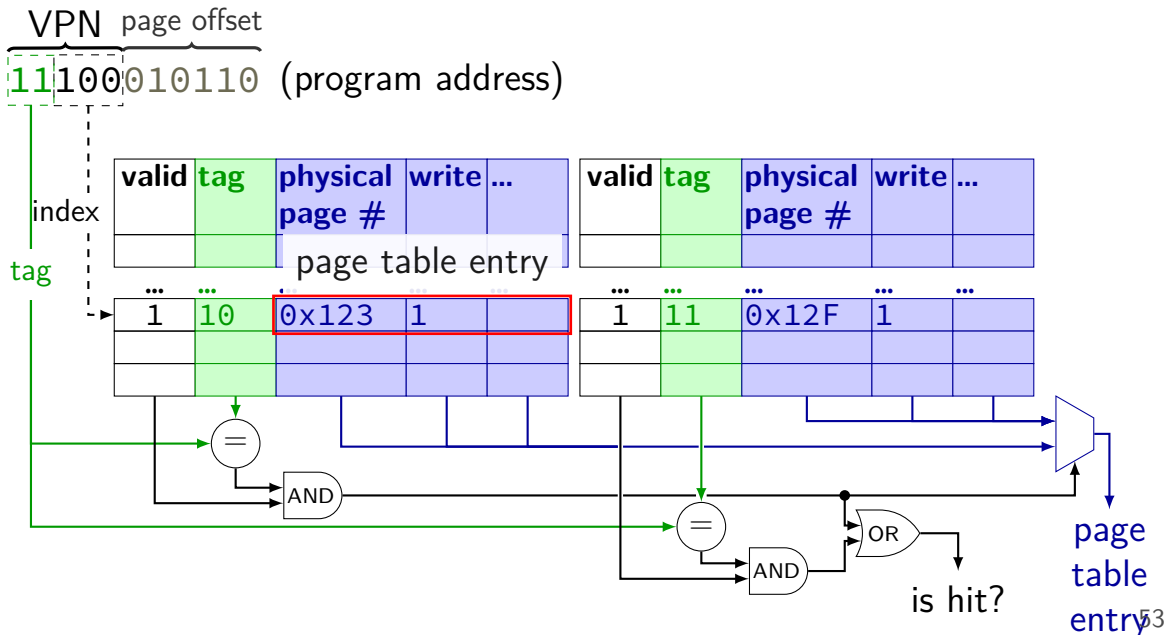 VPN page offset
11100010110 (program address)
valid tag physical page # write ... valid tag physical page # write ...
index
page table entry
tag
... ... ... ... ... ... ... ... ...
1 10 0x123 1 1 11 0x12F 1
=
AND
=
OR
AND
is hit?
page
table
entry
53